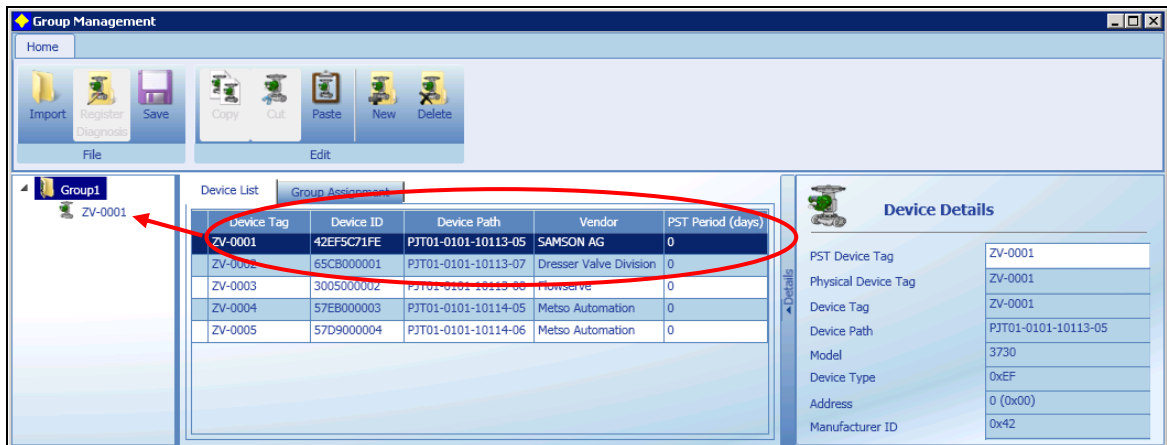 Group Management
Home
Import
Register Diagnosis
Save
Copy
Cut
Paste
New
Delete
File
Edit
Group1
ZV-0001
Device List
Group Assignment
Device Tag Device ID Device Path Vendor PST Period (days)
ZV-0001 42EF5C71FE PJT01-0101-10113-05 SAMSON AG 0
ZV-0002 65CB000001 PJT01-0101-10113-07 Dresser Valve Division 0
ZV-0003 3005000002 PJT01-0101-10113-08 Flowserve 0
ZV-0004 57EB000003 PJT01-0101-10114-05 Metso Automation 0
ZV-0005 57D9000004 PJT01-0101-10114-06 Metso Automation 0
Details
Device Details
PST Device Tag ZV-0001
Physical Device Tag ZV-0001
Device Tag ZV-0001
Device Path PJT01-0101-10113-05
Model 3730
Device Type 0xEF
Address 0 (0x00)
Manufacturer ID 0x42